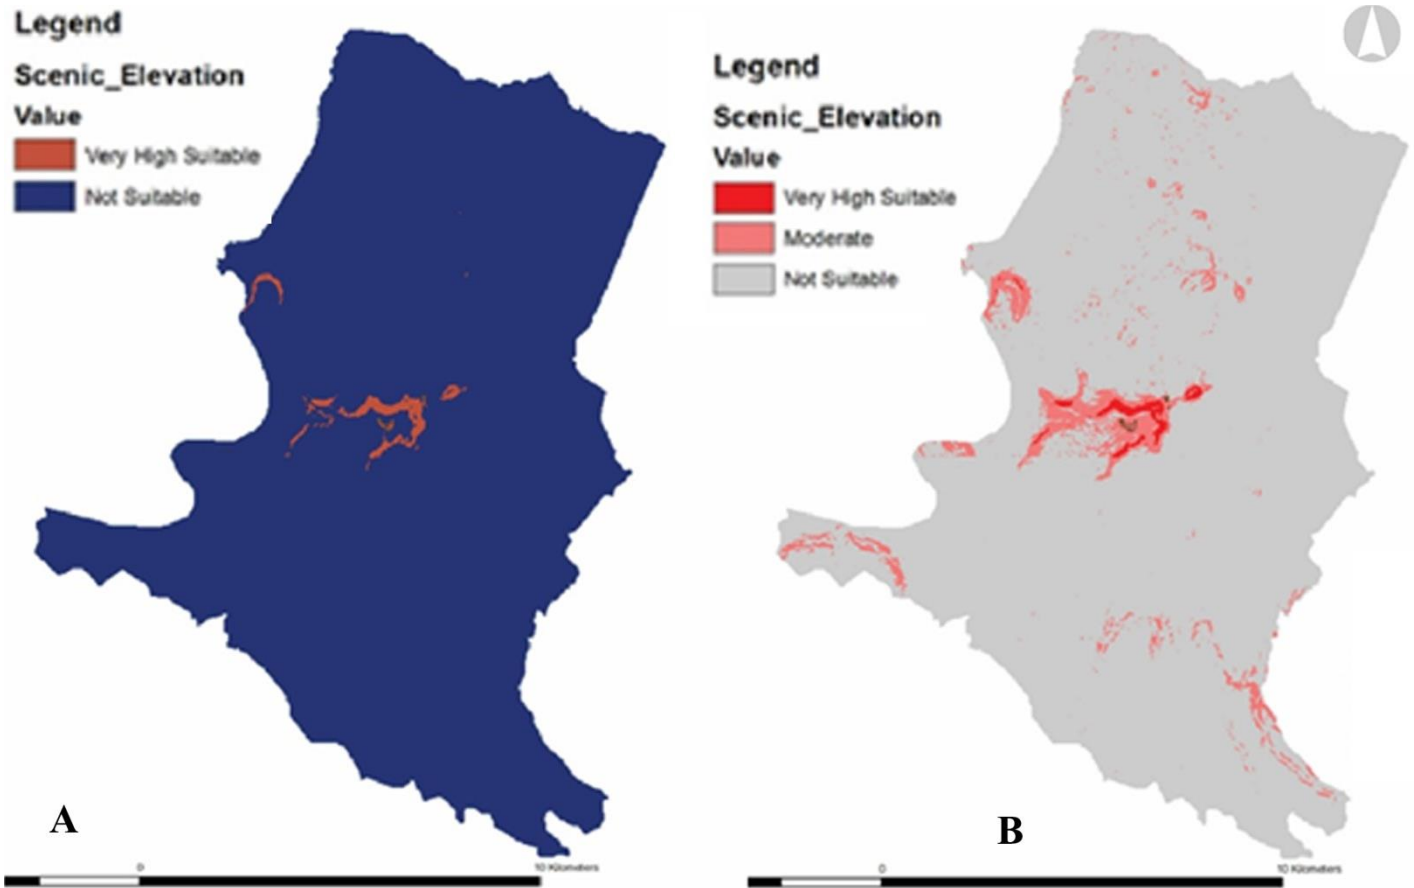 Legend
Scenic_Elevation
Value
Very High Suitable
Not Suitable
A
0
10 Kilometers
Legend
Scenic_Elevation
Value
Very High Suitable
Moderate
Not Suitable
B
0
10 Kilometers